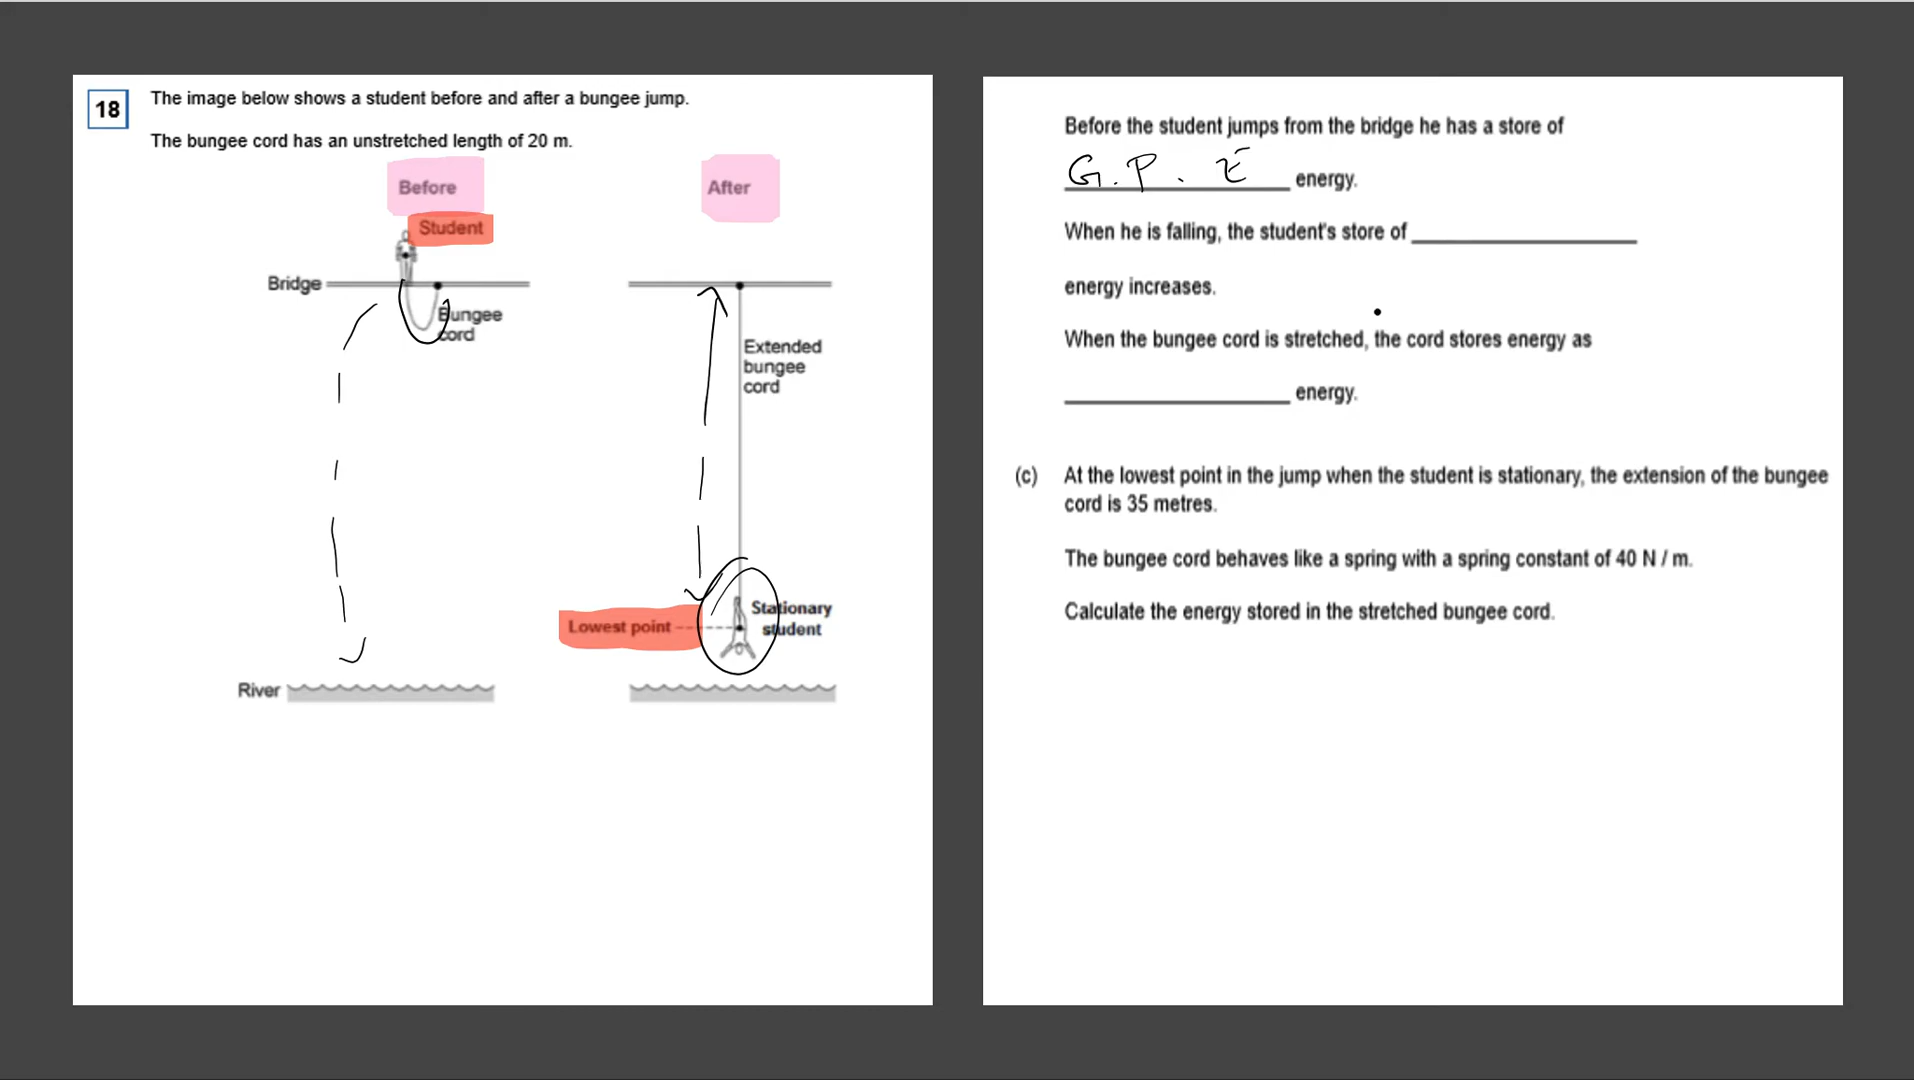 18
The image below shows a student before and after a bungee jump.
The bungee cord has an unstretched length of 20 m.
Before
After
Student
Bridge
Bungee
cord
Extended
bungee
cord
Lowest point
Stationary
student
River
Before the student jumps from the bridge he has a store of
G.P.E energy.
When he is falling, the student's store of
energy increases.
When the bungee cord is stretched, the cord stores energy as
energy.
(c) At the lowest point in the jump when the student is stationary, the extension of the bungee
cord is 35 metres.
The bungee cord behaves like a spring with a spring constant of 40 N / m.
Calculate the energy stored in the stretched bungee cord.